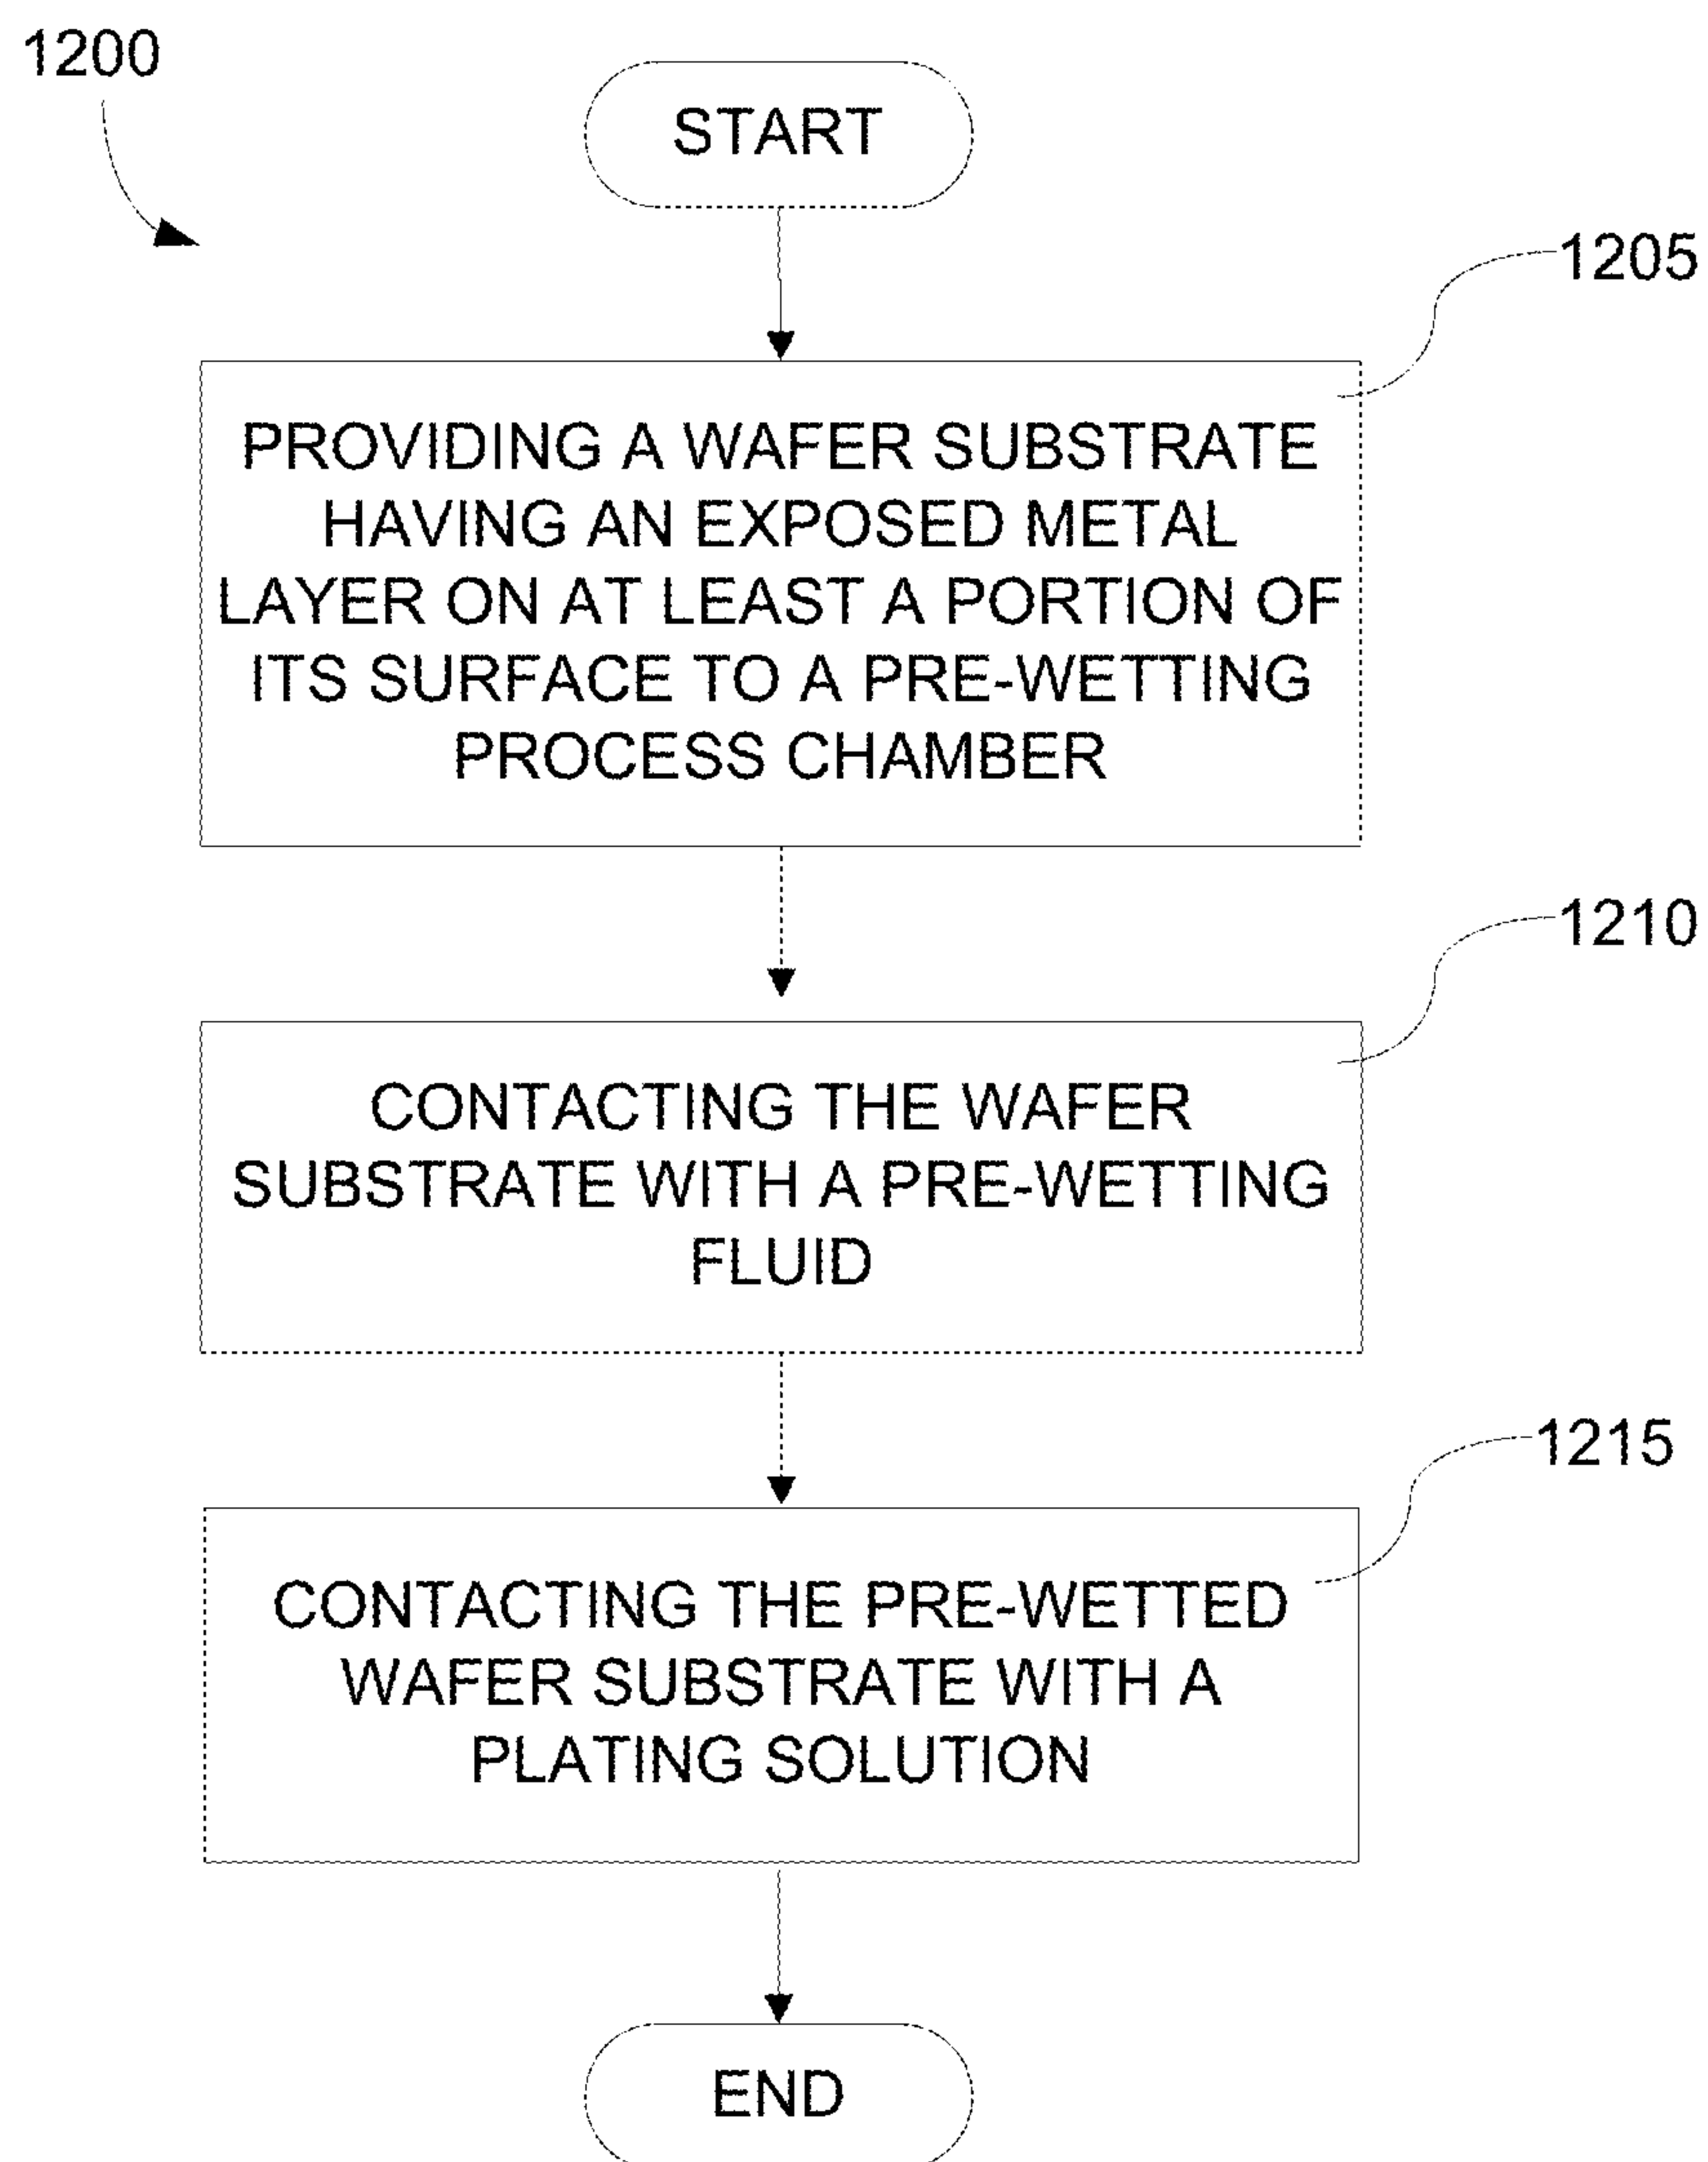 1200
START
1205
PROVIDING A WAFER SUBSTRATE
HAVING AN EXPOSED METAL
LAYER ON AT LEAST A PORTION OF
ITS SURFACE TO A PRE-WETTING
PROCESS CHAMBER
1210
CONTACTING THE WAFER
SUBSTRATE WITH A PRE-WETTING
FLUID
1215
CONTACTING THE PRE-WETTED
WAFER SUBSTRATE WITH A
PLATING SOLUTION
END